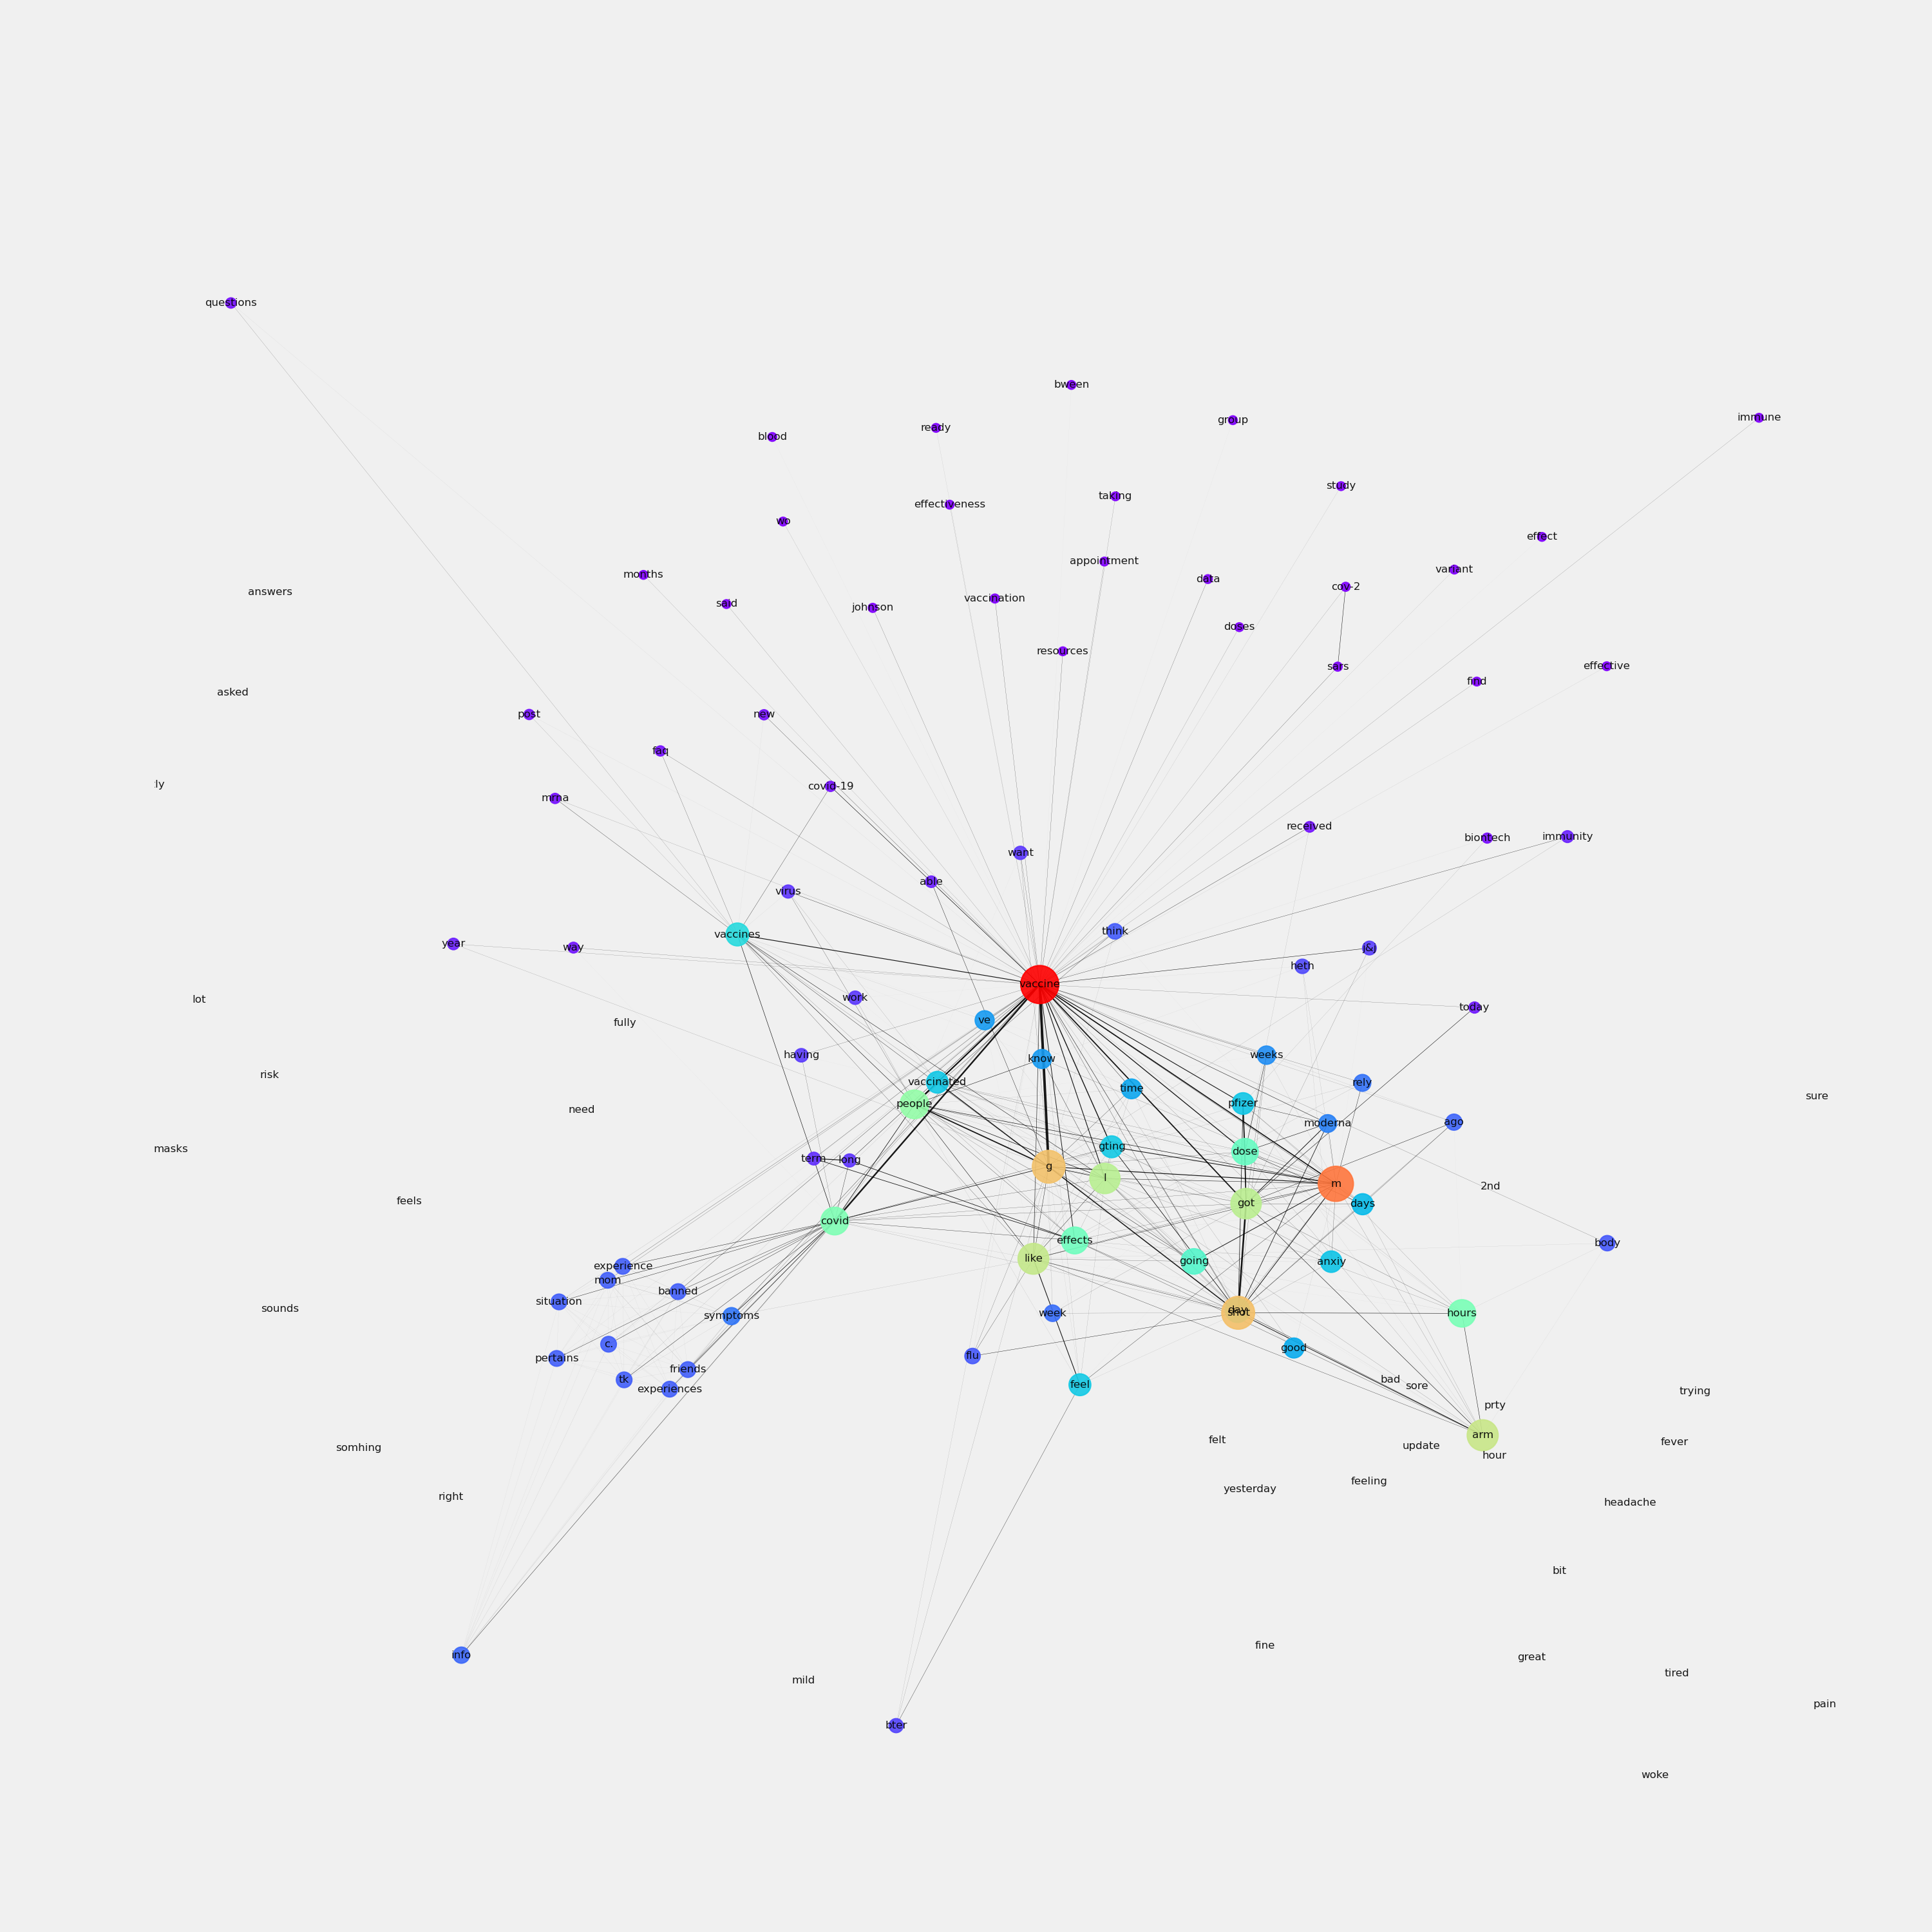 questions
bween
immune
group
ready
blood
study
taking
effectiveness
wo
effect
appointment
variant
months
data
cov-2
answers
vaccination
said
johnson
doses
resources
sars
effective
find
asked
post
new
faq
ly
covid-19
mrna
received
immunity
biontech
want
able
virus
think
vaccines
year
way
j&j
heth
vaccine
work
lot
today
ve
fully
having
weeks
know
risk
vaccinated
rely
time
sure
people
pfizer
need
ago
moderna
gting
masks
dose
term
long
g
l
m
2nd
feels
got
days
covid
effects
body
like
going
anxiy
experience
mom
banned
situation
sounds
day
shot
week
hours
symptoms
c.
good
flu
pertains
friends
tk
bad
feel
sore
experiences
trying
prty
arm
felt
fever
update
somhing
hour
feeling
yesterday
right
headache
bit
fine
info
great
tired
mild
pain
bter
woke